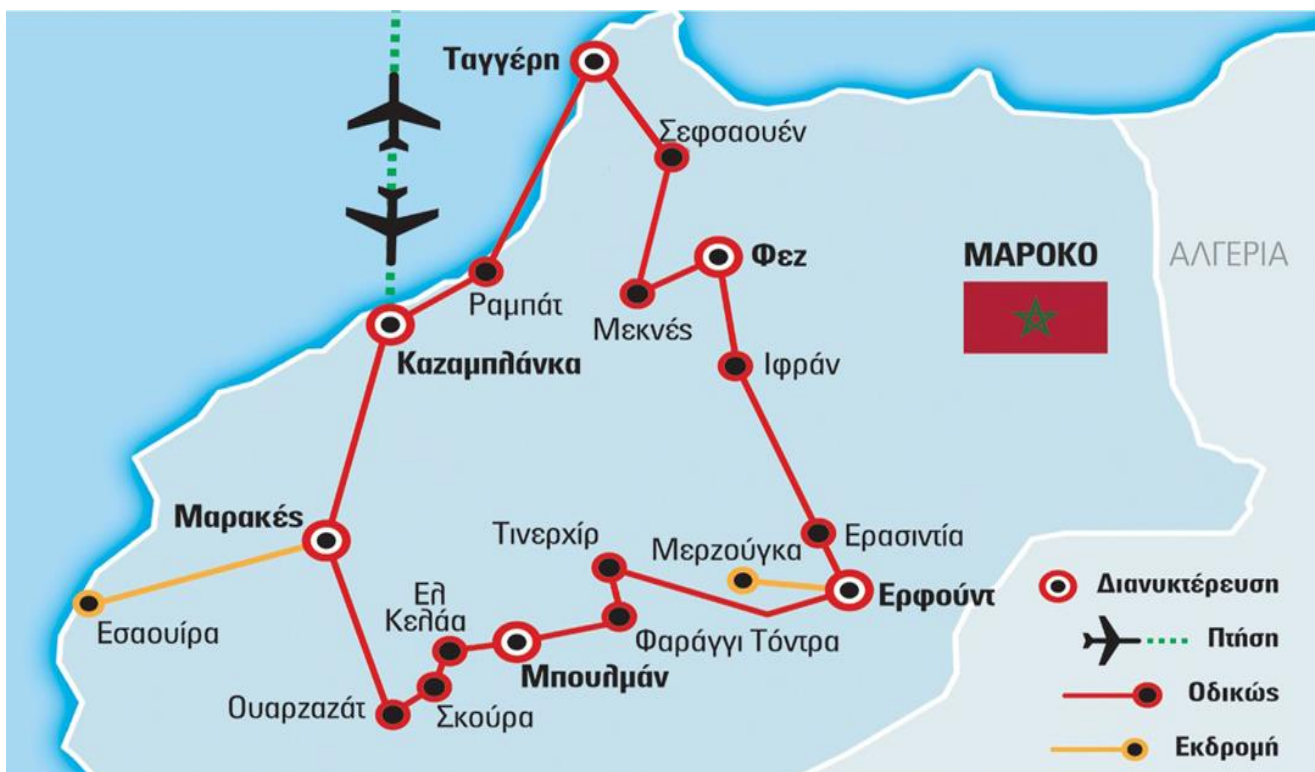 Ταγγέρη
Σεφσαουέν
Φεζ
ΜΑΡΟΚΟ
ΑΛΓΕΡΙΑ
Ραμπάτ
Μεκνές
Καζαμπλάνκα
Ιφράν
Μαρακές
Τινερχίρ
Μερζούγκα
Ερασιντία
Ερφούντ
Εσαουίρα
Ελ
Κελάα
Φαράγγι Τόντρα
Μπουλμάν
Ουαρζαζάτ
Σκούρα
Διανυκτέρευση
Πτήση
Οδικώς
Εκδρομή